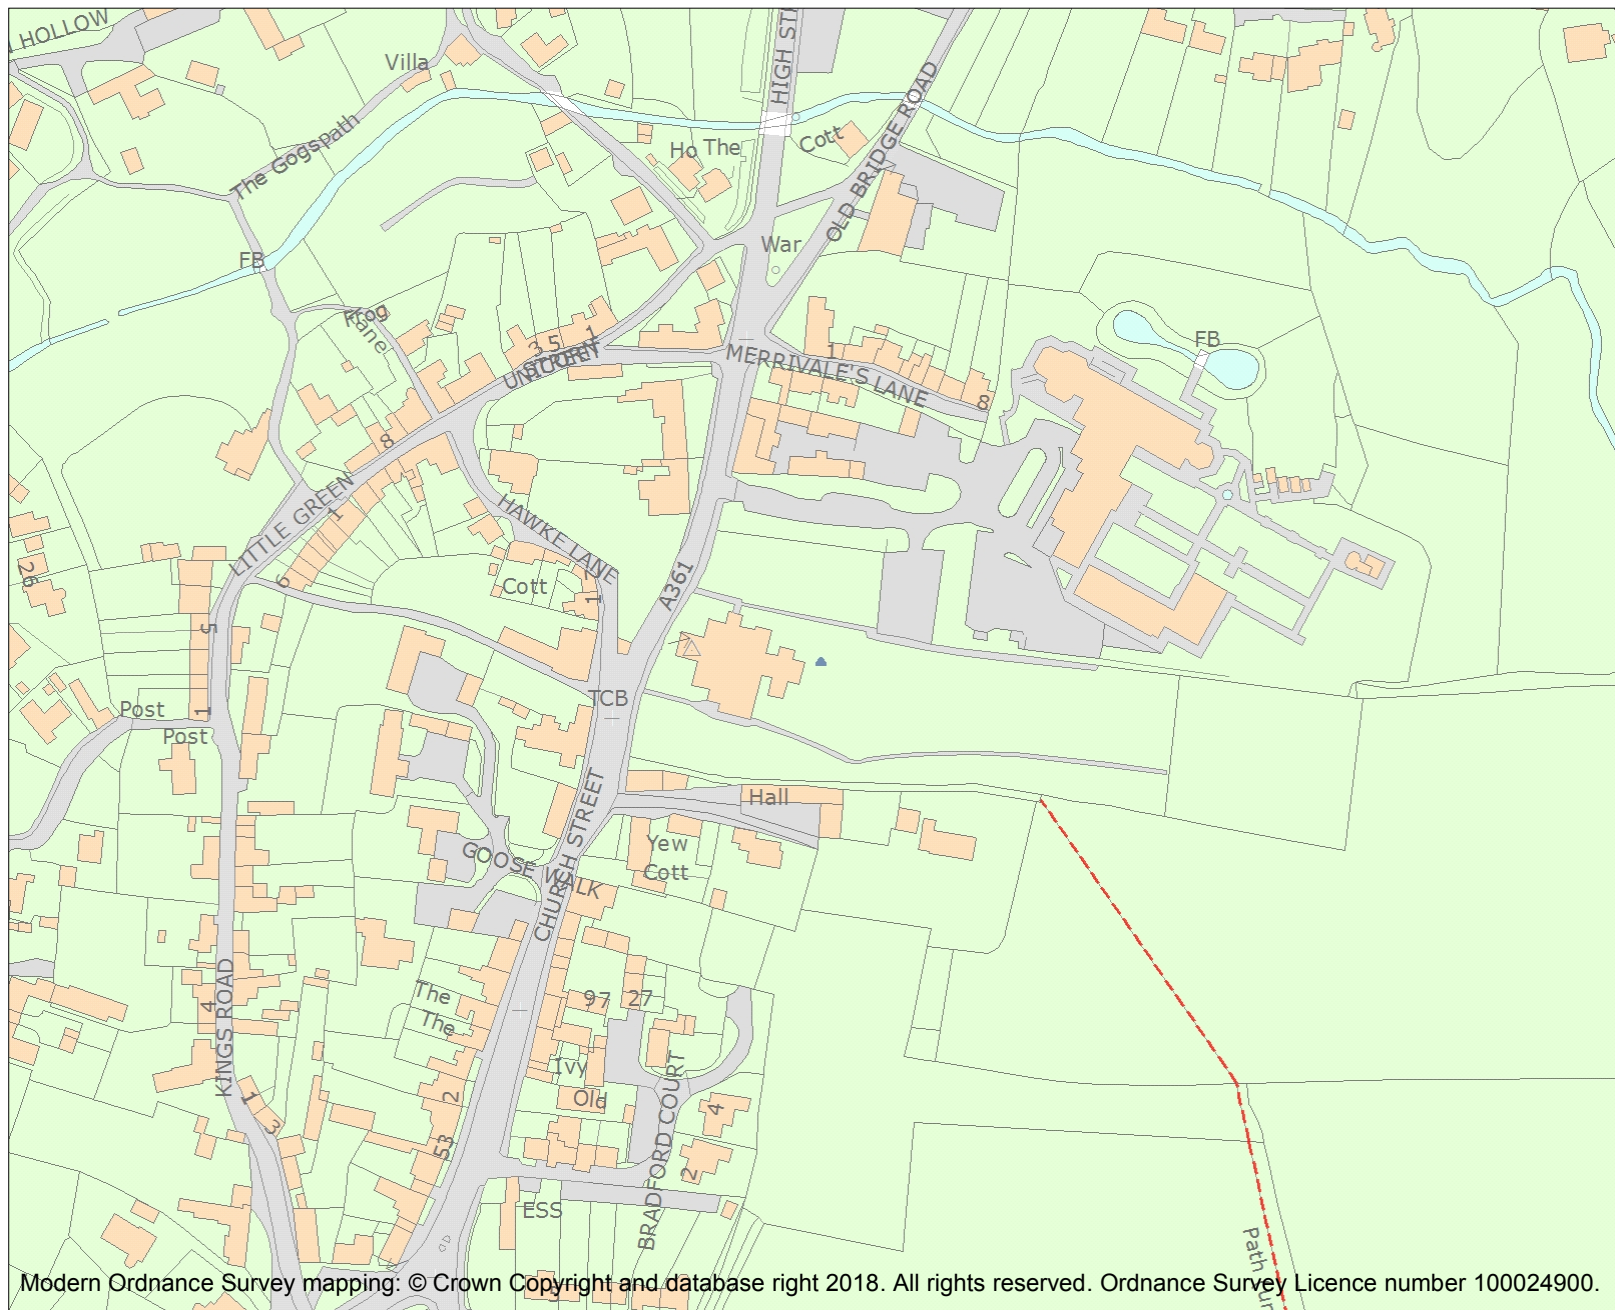 HOLLOW
HIGH
Villa
OLD BRIDGE ROAD
The Gogs
path
Ho
The
Cott
War
FB
Frog
Lane
3 5
1
UNICORN
STREET
MERRIVALE'S LANE
1
8
FB
8
LITTLE GREEN
1
6
HAWKE LANE
Cott
1
A361
26
5
1
Post
Post
TCB
CHURCH STREET
Hall
Yew
Cott
GOOSE WALK
The
The
97
27
4
KINGS ROAD
Ivy
Old
BRADFORD COURT
4
2
1
3
2
53
ESS
Path
Modern Ordnance Survey mapping: © Crown Copyright and database right 2018. All rights reserved. Ordnance Survey Licence number 100024900.